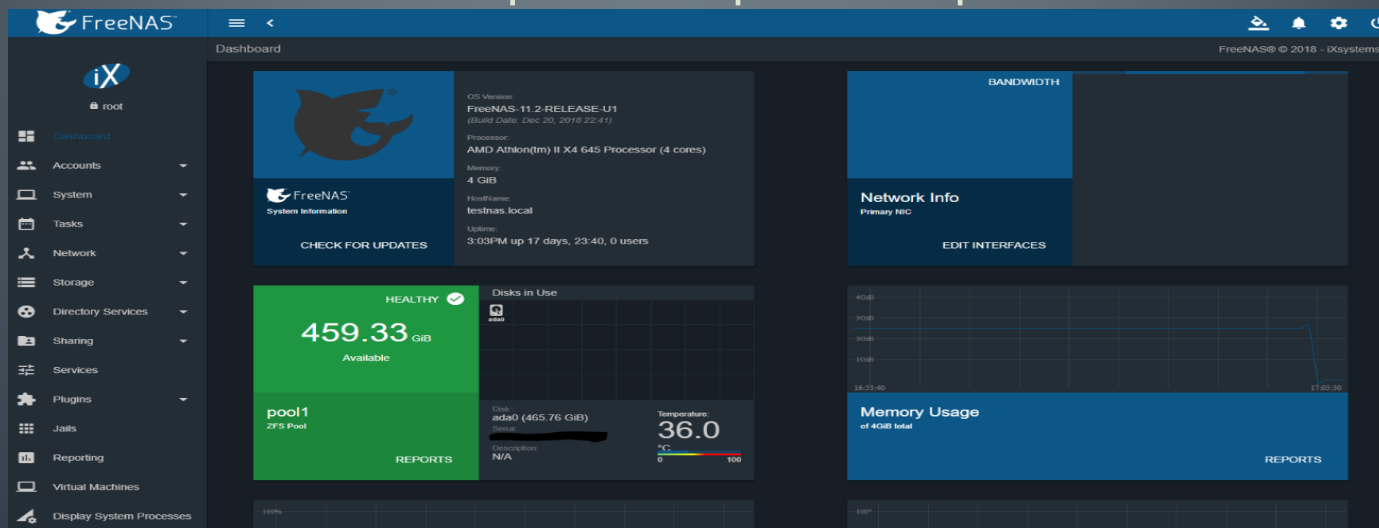 FreeNAS
Dashboard
FreeNAS® © 2018 - iXsystems
iX
root
Dashboard
Accounts
System
Tasks
Network
Storage
Directory Services
Sharing
Services
Plugins
Jails
Reporting
Virtual Machines
Display System Processes
FreeNAS
System Information
CHECK FOR UPDATES
OS Version:
FreeNAS-11.2-RELEASE-U1
(Build Date: Dec 20, 2018 22:41)
Processor:
AMD Athlon(tm) II X4 645 Processor (4 cores)
Memory:
4 GiB
HostName:
testnas.local
Uptime:
3:03PM up 17 days, 23:40, 0 users
BANDWIDTH
Network Info
Primary NIC
EDIT INTERFACES
HEALTHY
459.33 GiB
Available
pool1
ZFS Pool
REPORTS
Disks in Use
ada0
Disk
ada0 (465.76 GiB)
Serial
Description:
N/A
Temperature:
36.0
°C
0 100
4GiB
3GiB
1GiB
16:53:40 17:03:30
Memory Usage
of 4GiB total
REPORTS
100%
100°